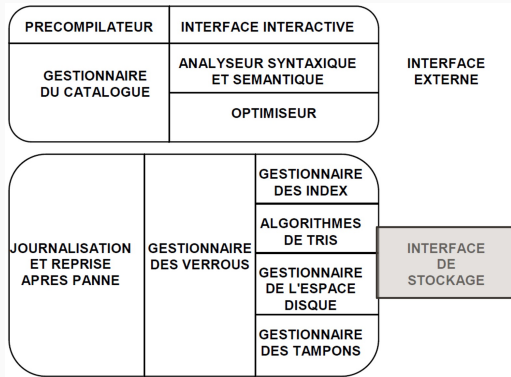 PRECOMPILATEUR
INTERFACE INTERACTIVE
GESTIONNAIRE
DU CATALOGUE
ANALYSEUR SYNTAXIQUE
ET SEMANTIQUE
OPTIMISEUR
INTERFACE
EXTERNE
JOURNALISATION
ET REPRISE
APRES PANNE
GESTIONNAIRE
DES VERROUS
GESTIONNAIRE
DES INDEX
ALGORITHMES
DE TRIS
GESTIONNAIRE
DE L'ESPACE
DISQUE
GESTIONNAIRE
DES TAMPONS
INTERFACE
DE
STOCKAGE